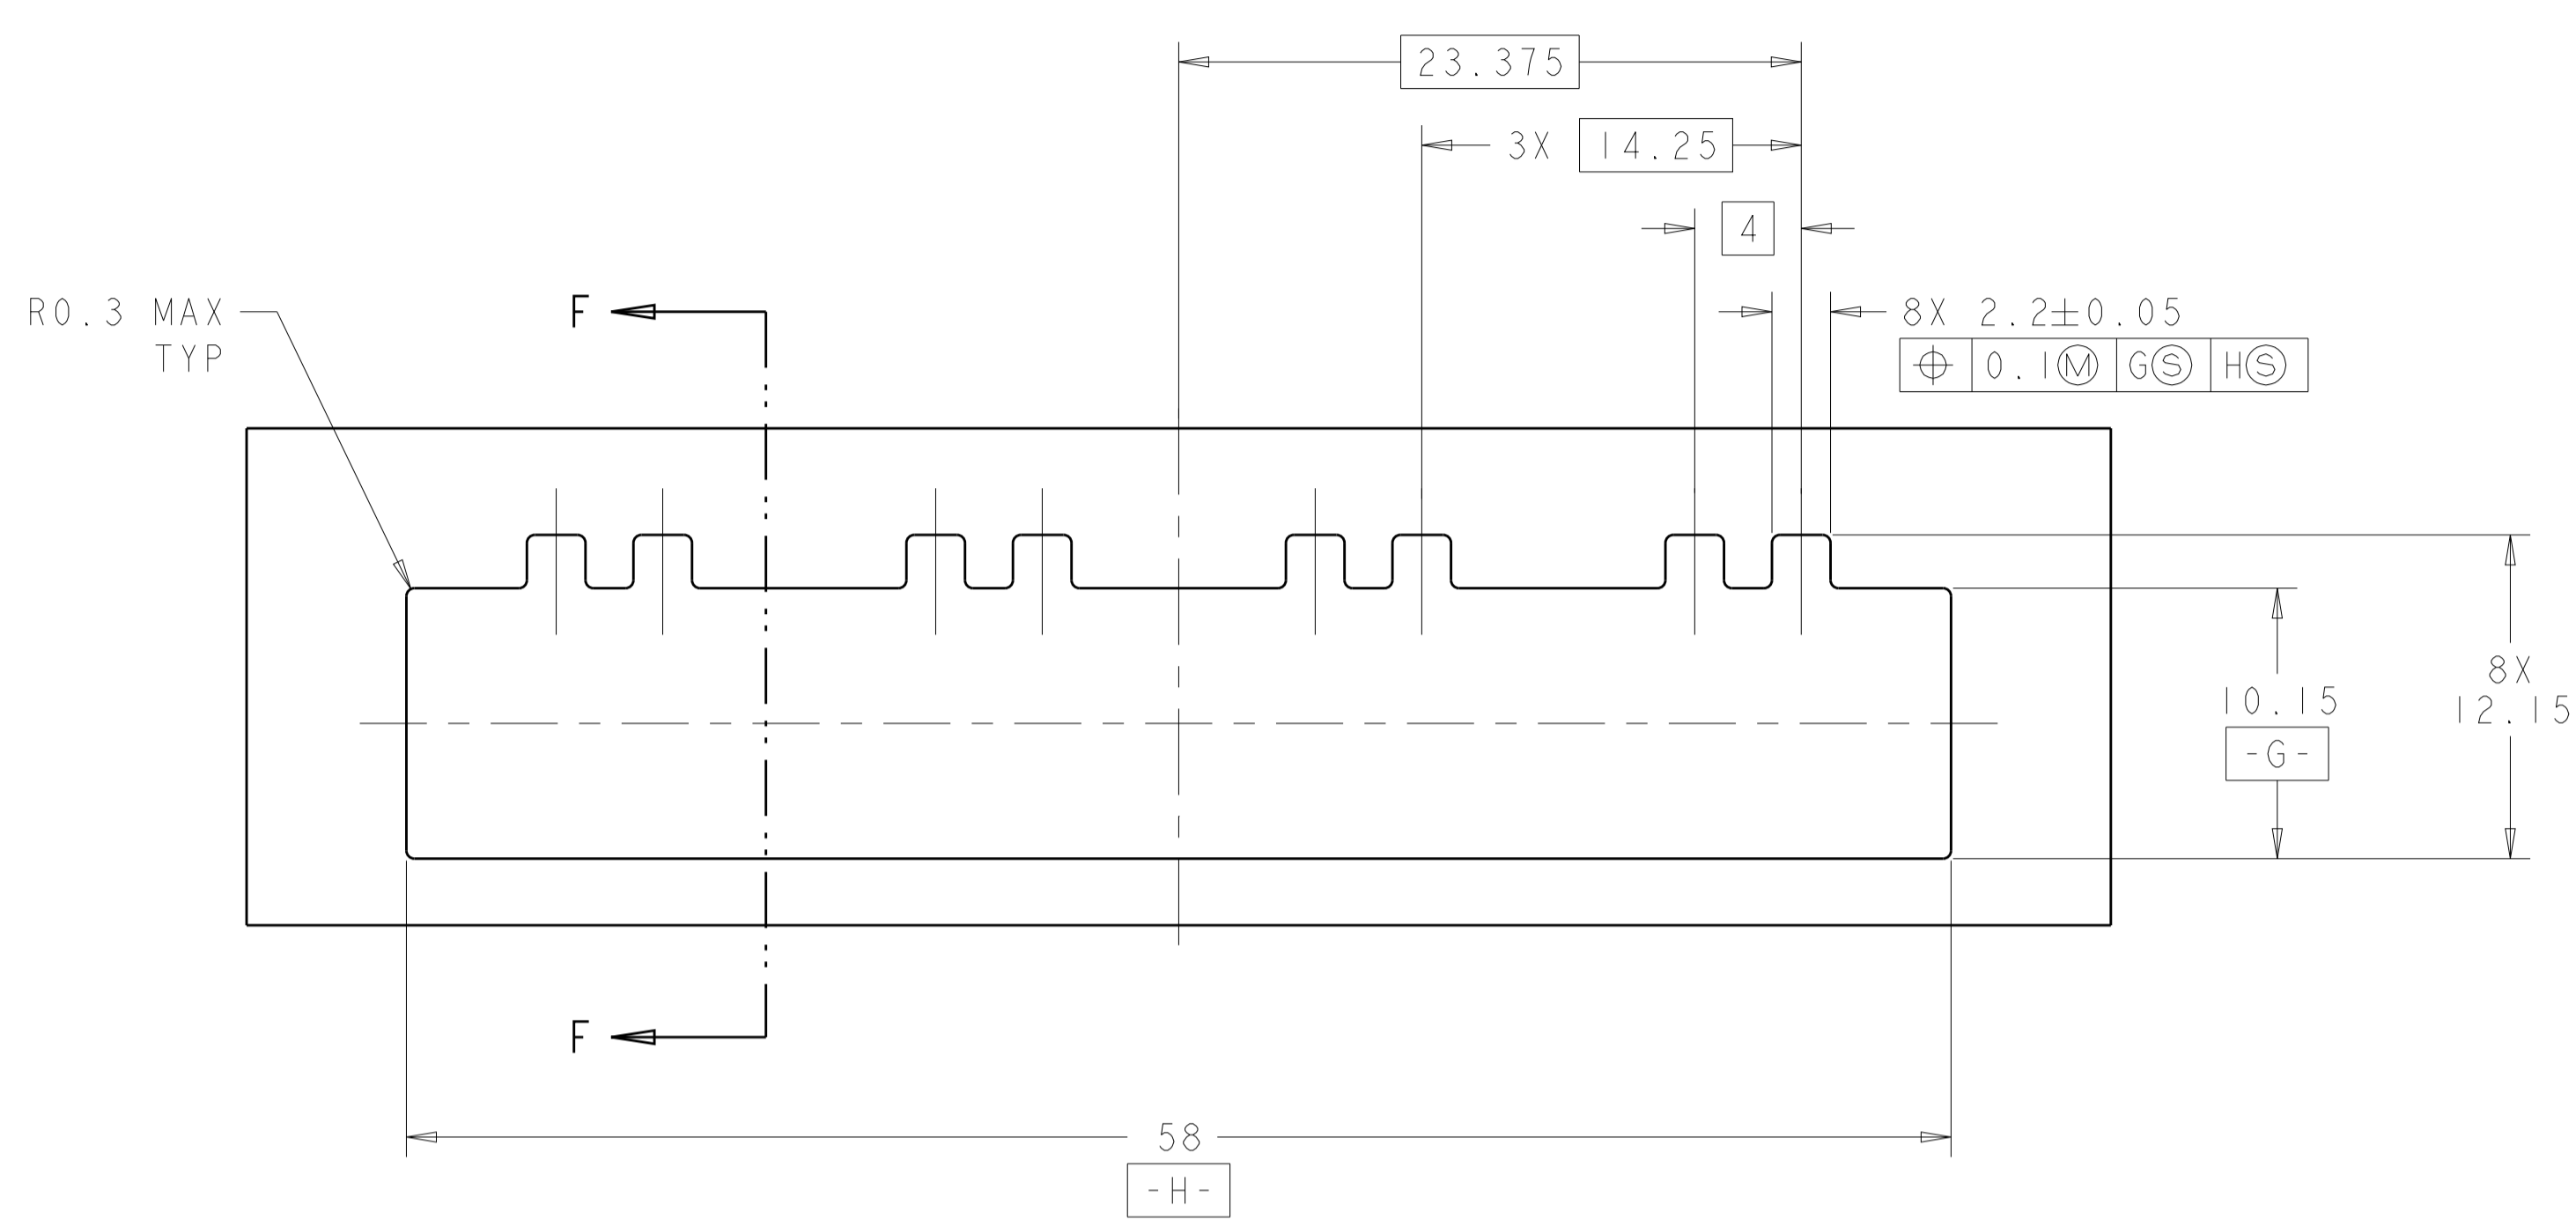 23.375
3X 14.25
4
R0.3 MAX
TYP
F
8X 2.2±0.05
⌖ 0.1Ⓜ GⓈ HⓈ
8X
12.15
10.15
-G-
F
58
-H-